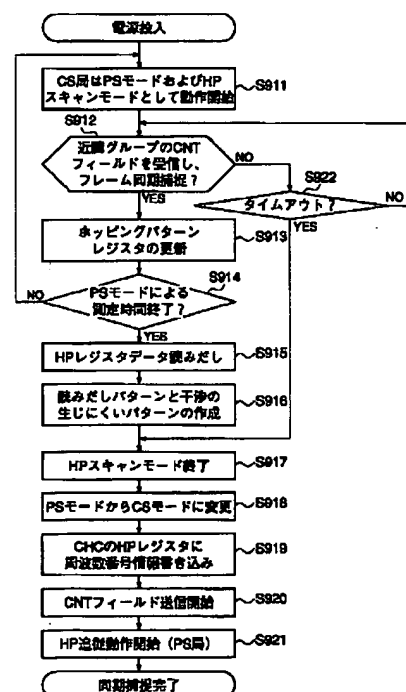 電源投入
CS局はPSモードおよびHP
スキャンモードとして動作開始
S911
S912
近隣グループのCNT
フィールドを受信し、
フレーム同期捕捉？
NO
YES
S922
タイムアウト？
NO
YES
ホッピングパターン
レジスタの更新
S913
S914
PSモードによる
測定時間終了？
NO
YES
HPレジスタデータ読みだし
S915
読みだしパターンと干渉の
生じにくいパターンの作成
S916
HPスキャンモード終了
S917
PSモードからCSモードに変更
S918
CHCのHPレジスタに
周波数番号情報書き込み
S919
CNTフィールド送信開始
S920
HP追従動作開始（PS局）
S921
同期捕捉完了